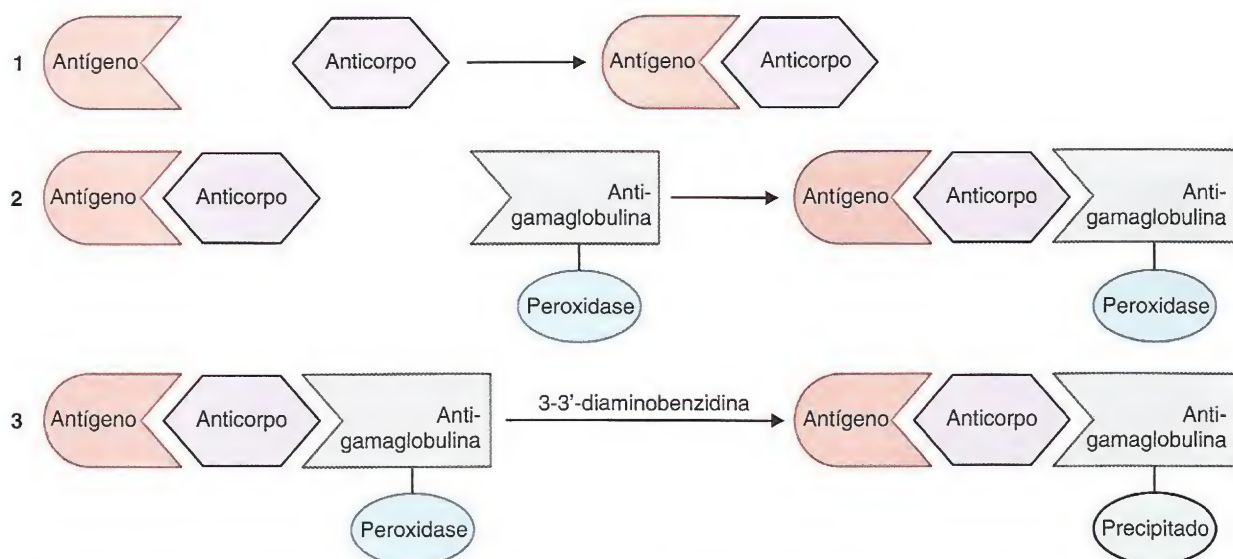 1 Antígeno Anticorpo Antígeno Anticorpo
2 Antígeno Anticorpo Anti-
gamaglobulina Antígeno Anticorpo Anti-
gamaglobulina
Peroxidase Peroxidase
3 Antígeno Anticorpo Anti-
gamaglobulina 3-3'-diaminobenzidina Antígeno Anticorpo Anti-
gamaglobulina
Peroxidase Precipitado